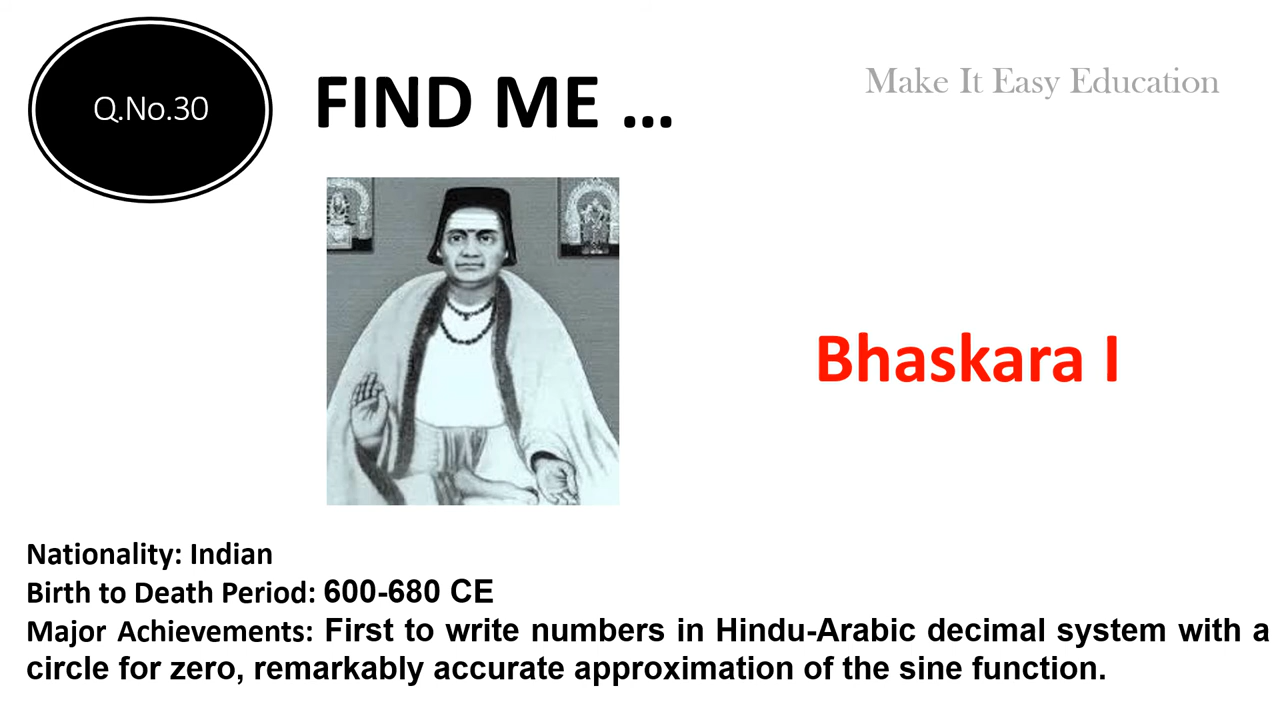 Q.No.30
FIND ME ...
Make It Easy Education
Bhaskara I
Nationality: Indian
Birth to Death Period: 600-680 CE
Major Achievements: First to write numbers in Hindu-Arabic decimal system with a
circle for zero, remarkably accurate approximation of the sine function.